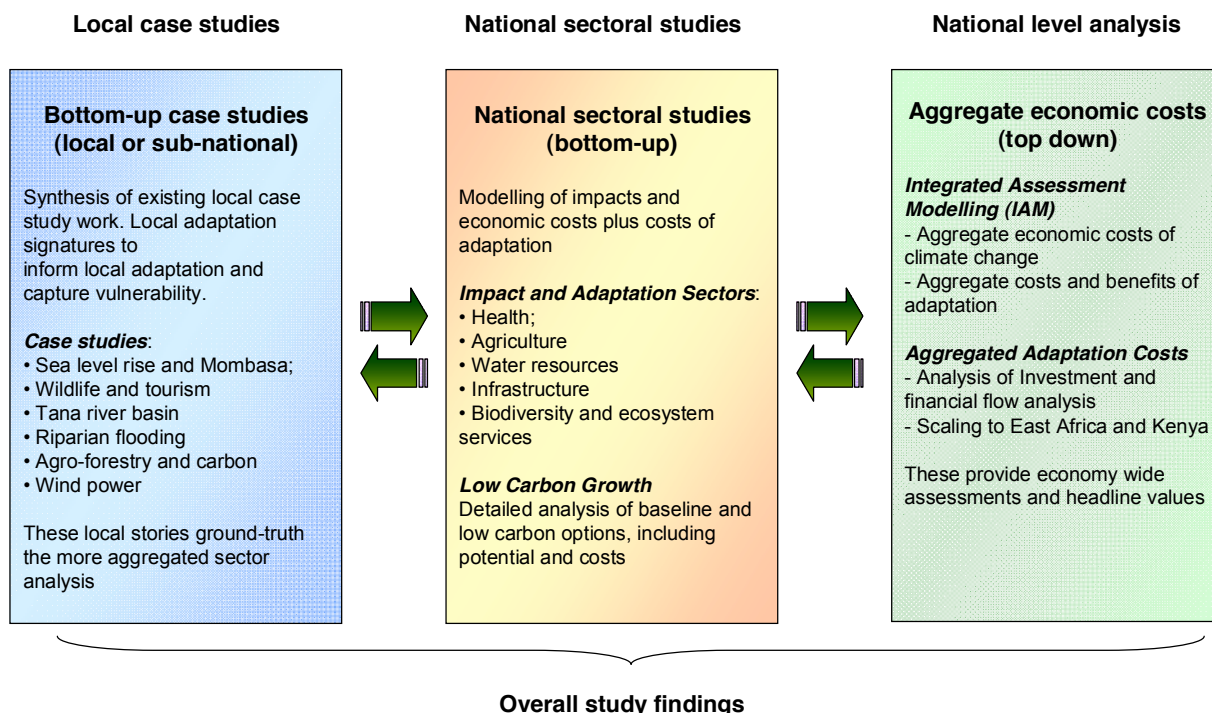 Local case studies
National sectoral studies
National level analysis
Bottom-up case studies
(local or sub-national)
Synthesis of existing local case
study work. Local adaptation
signatures to
inform local adaptation and
capture vulnerability.
Case studies:
• Sea level rise and Mombasa;
• Wildlife and tourism
• Tana river basin
• Riparian flooding
• Agro-forestry and carbon
• Wind power
These local stories ground-truth
the more aggregated sector
analysis
National sectoral studies
(bottom-up)
Modelling of impacts and
economic costs plus costs of
adaptation
Impact and Adaptation Sectors:
• Health;
• Agriculture
• Water resources
• Infrastructure
• Biodiversity and ecosystem
services
Low Carbon Growth
Detailed analysis of baseline and
low carbon options, including
potential and costs
Aggregate economic costs
(top down)
Integrated Assessment
Modelling (IAM)
- Aggregate economic costs of
climate change
- Aggregate costs and benefits of
adaptation
Aggregated Adaptation Costs
- Analysis of Investment and
financial flow analysis
- Scaling to East Africa and Kenya
These provide economy wide
assessments and headline values
Overall study findings